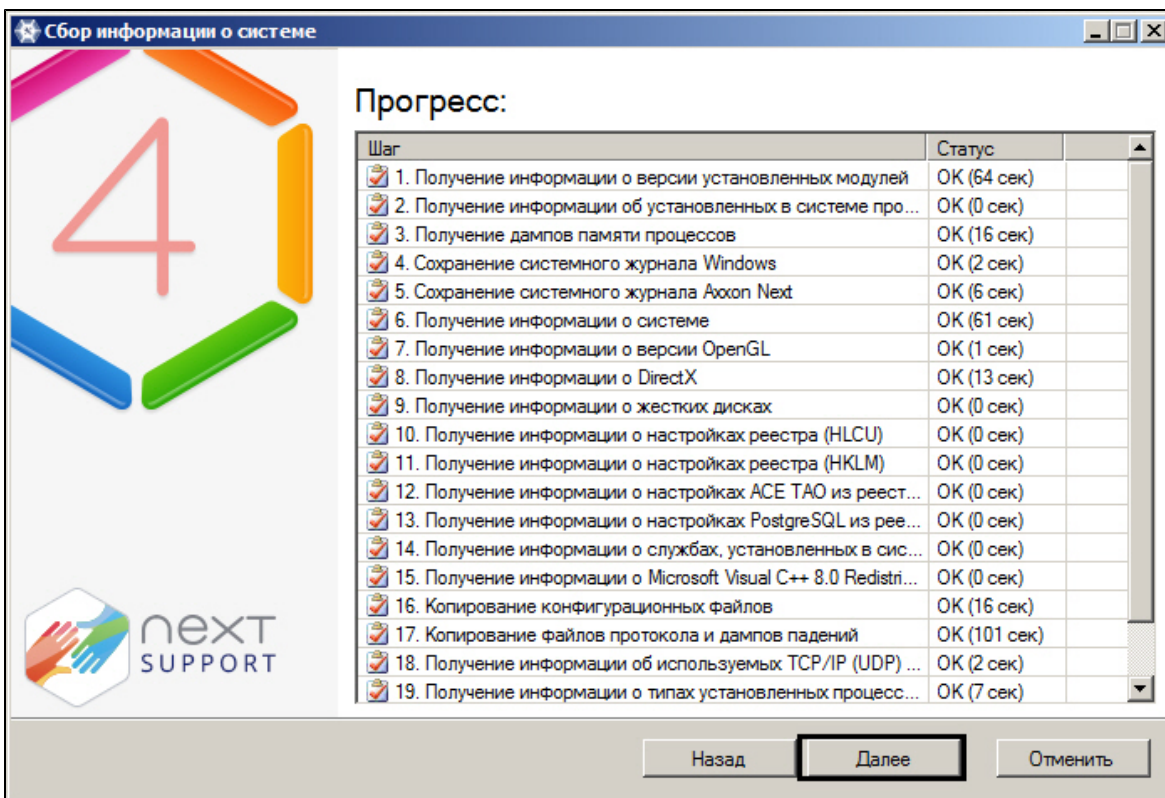 Сбор информации о системе
4
Прогресс:
Шаг Статус
1. Получение информации о версии установленных модулей OK (64 сек)
2. Получение информации об установленных в системе про... OK (0 сек)
3. Получение дампов памяти процессов OK (16 сек)
4. Сохранение системного журнала Windows OK (2 сек)
5. Сохранение системного журнала Axxon Next OK (6 сек)
6. Получение информации о системе OK (61 сек)
7. Получение информации о версии OpenGL OK (1 сек)
8. Получение информации о DirectX OK (13 сек)
9. Получение информации о жестких дисках OK (0 сек)
10. Получение информации о настройках реестра (HLCU) OK (0 сек)
11. Получение информации о настройках реестра (HKLM) OK (0 сек)
12. Получение информации о настройках ACE TAO из реест... OK (0 сек)
13. Получение информации о настройках PostgreSQL из рее... OK (0 сек)
14. Получение информации о службах, установленных в сис... OK (0 сек)
15. Получение информации о Microsoft Visual C++ 8.0 Redistri... OK (0 сек)
16. Копирование конфигурационных файлов OK (16 сек)
17. Копирование файлов протокола и дампов падений OK (101 сек)
18. Получение информации об используемых TCP/IP (UDP) ... OK (2 сек)
19. Получение информации о типах установленных процесс... OK (7 сек)
next
SUPPORT
Назад Далее Отменить